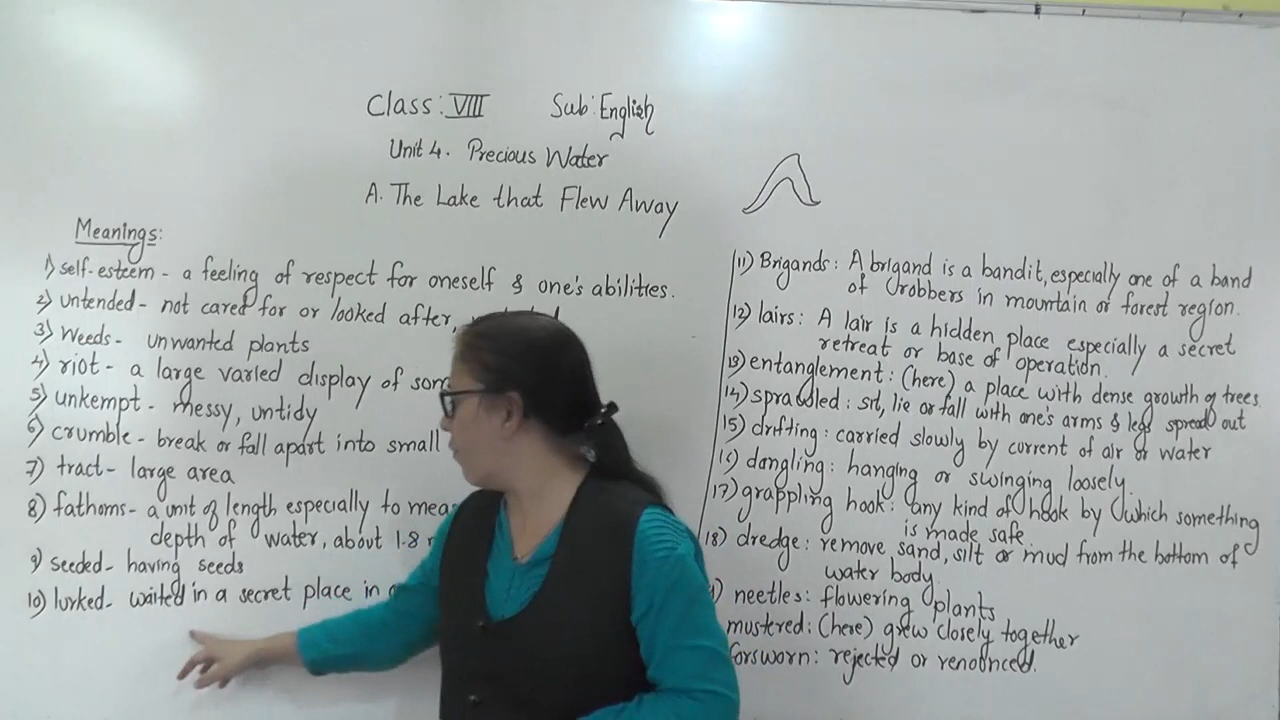 Class: VIII Sub: English
Unit 4. Precious Water
A. The Lake that Flew Away
Meanings:
1) self-esteem - a feeling of respect for oneself & one's abilities.
2) untended - not cared for or looked after,
3) Weeds - unwanted plants
4) riot - a large varied display of
5) unkempt - messy, untidy
6) crumble - break or fall apart into small
7) tract - large area
8) fathoms - a unit of length especially to
depth of water, about 1.8
9) seeded - having seeds
10) lurked - waited in a secret place in
11) Brigands: A brigand is a bandit, especially one of a band
of robbers in mountain or forest region.
12) lairs: A lair is a hidden place especially a secret
retreat or base of operation.
13) entanglement: (here) a place with dense growth of trees.
14) sprawled: sit, lie or fall with one's arms & legs spread out
15) drifting: carried slowly by current of air or water
16) dangling: hanging or swinging loosely.
17) grappling hook: any kind of hook by which something
is made safe.
18) dredge: remove sand, silt or mud from the bottom of
water body.
) neetles: flowering plants
mustered: (here) grew closely together
forsworn: rejected or renounced.